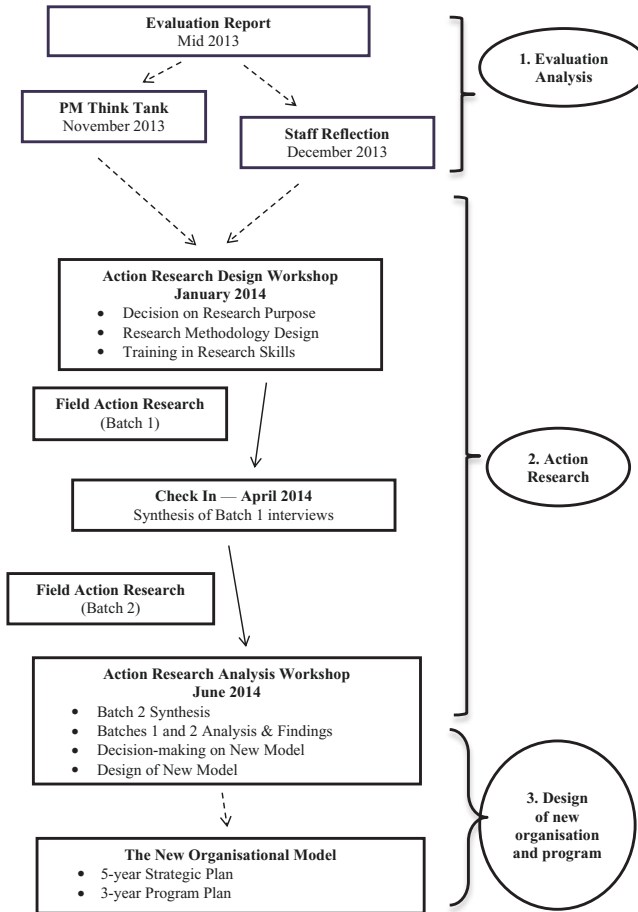 Evaluation Report
Mid 2013
1. Evaluation
Analysis
PM Think Tank
November 2013
Staff Reflection
December 2013
Action Research Design Workshop
January 2014
• Decision on Research Purpose
• Research Methodology Design
• Training in Research Skills
Field Action Research
(Batch 1)
2. Action
Research
Check In — April 2014
Synthesis of Batch 1 interviews
Field Action Research
(Batch 2)
Action Research Analysis Workshop
June 2014
• Batch 2 Synthesis
• Batches 1 and 2 Analysis & Findings
• Decision-making on New Model
• Design of New Model
3. Design
of new
organisation
and program
The New Organisational Model
• 5-year Strategic Plan
• 3-year Program Plan